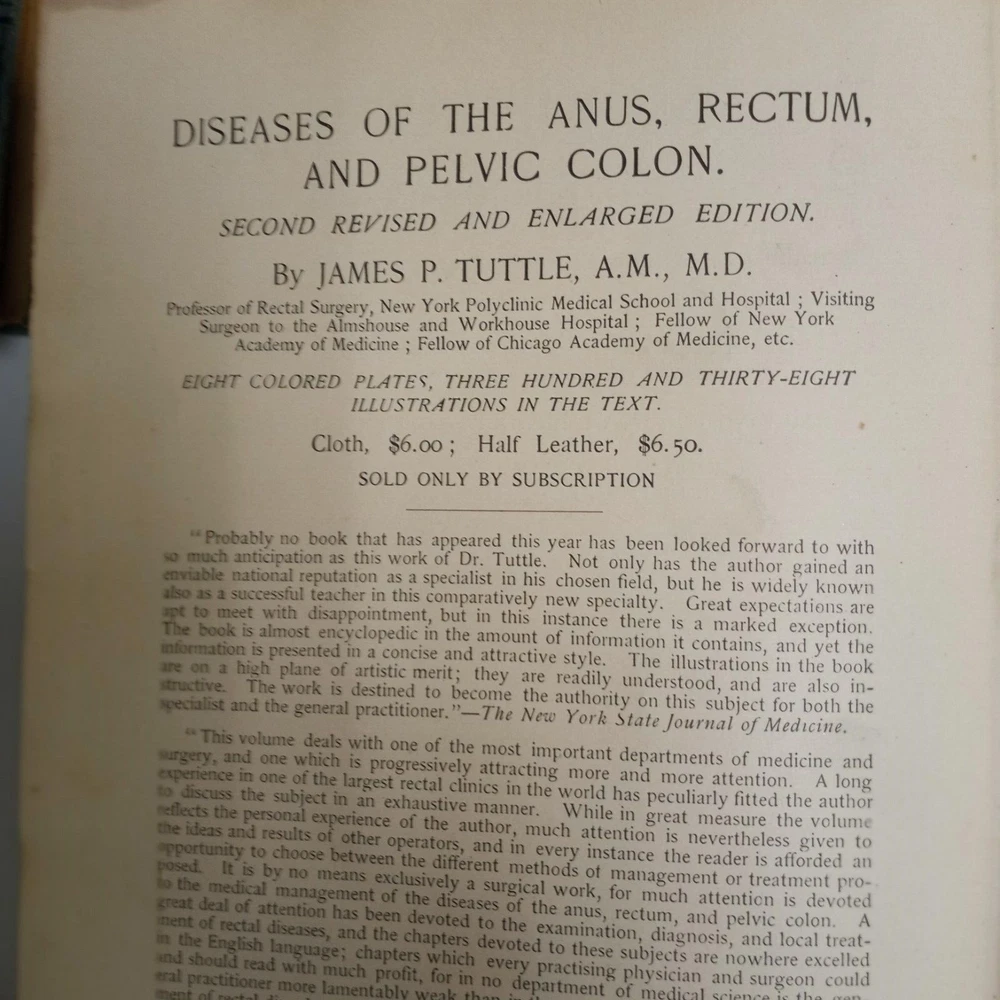 DISEASES OF THE ANUS, RECTUM,
AND PELVIC COLON.
SECOND REVISED AND ENLARGED EDITION.
By JAMES P. TUTTLE, A.M., M.D.
Professor of Rectal Surgery, New York Polyclinic Medical School and Hospital ; Visiting
Surgeon to the Almshouse and Workhouse Hospital ; Fellow of New York
Academy of Medicine ; Fellow of Chicago Academy of Medicine, etc.
EIGHT COLORED PLATES, THREE HUNDRED AND THIRTY-EIGHT
ILLUSTRATIONS IN THE TEXT.
Cloth, $6.00 ; Half Leather, $6.50.
SOLD ONLY BY SUBSCRIPTION
“Probably no book that has appeared this year has been looked forward to with
so much anticipation as this work of Dr. Tuttle. Not only has the author gained an
enviable national reputation as a specialist in his chosen field, but he is widely known
also as a successful teacher in this comparatively new specialty. Great expectations are
apt to meet with disappointment, but in this instance there is a marked exception.
The book is almost encyclopedic in the amount of information it contains, and yet the
information is presented in a concise and attractive style. The illustrations in the book
are on a high plane of artistic merit; they are readily understood, and are also in-
structive. The work is destined to become the authority on this subject for both the
specialist and the general practitioner.”—The New York State Journal of Medicine.
“This volume deals with one of the most important departments of medicine and
surgery, and one which is progressively attracting more and more attention. A long
experience in one of the largest rectal clinics in the world has peculiarly fitted the author
to discuss the subject in an exhaustive manner. While in great measure the volume
reflects the personal experience of the author, much attention is nevertheless given to
the ideas and results of other operators, and in every instance the reader is afforded an
opportunity to choose between the different methods of management or treatment pro-
posed. It is by no means exclusively a surgical work, for much attention is devoted
to the medical management of the diseases of the anus, rectum, and pelvic colon. A
great deal of attention has been devoted to the examination, diagnosis, and local treat-
ment of rectal diseases, and the chapters devoted to these subjects are nowhere excelled
in the English language; chapters which every practising physician and surgeon could
and should read with much profit, for in no department of medical science is the gen-
eral practitioner more lamentably weak than in
ment of rectal